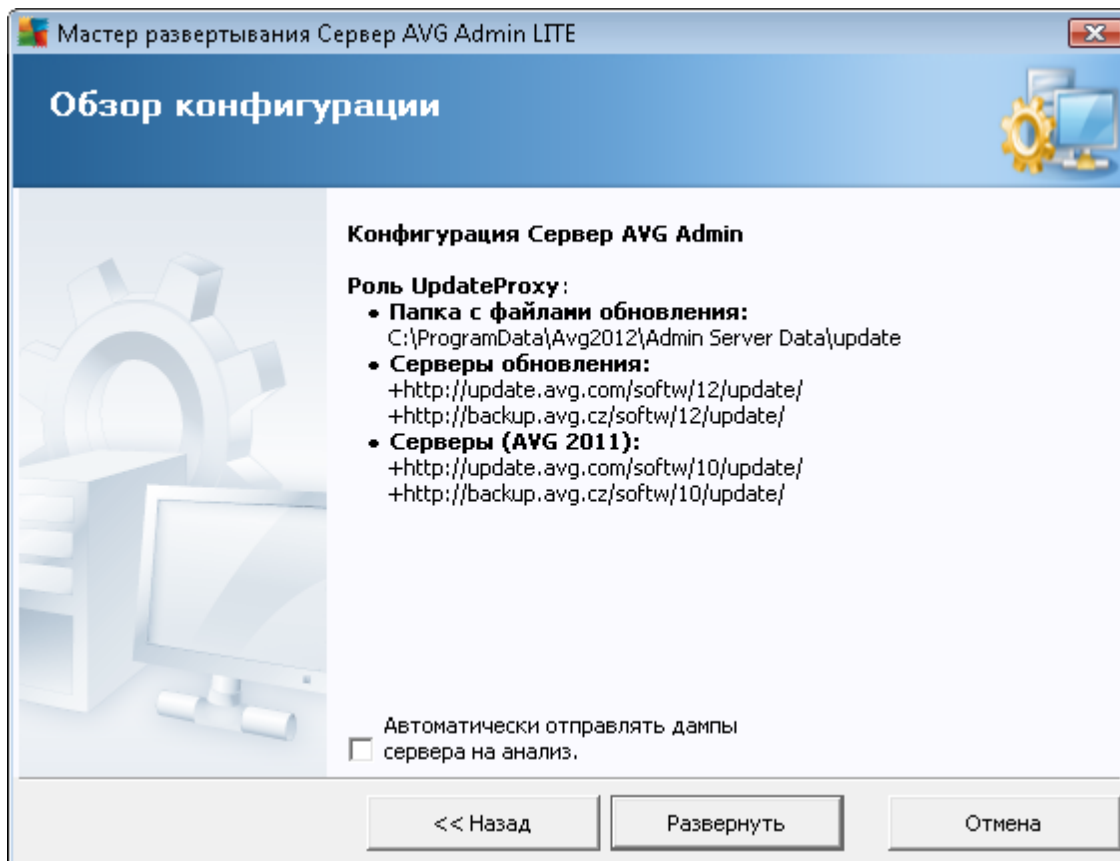 Мастер развертывания Сервер AVG Admin LITE
Обзор конфигурации
Конфигурация Сервер AVG Admin
Роль UpdateProxy:
• Папка с файлами обновления:
C:\ProgramData\Avg2012\Admin Server Data\update
• Серверы обновления:
+http://update.avg.com/softw/12/update/
+http://backup.avg.cz/softw/12/update/
• Серверы (AVG 2011):
+http://update.avg.com/softw/10/update/
+http://backup.avg.cz/softw/10/update/
Автоматически отправлять дампы
сервера на анализ.
<< Назад
Развернуть
Отмена